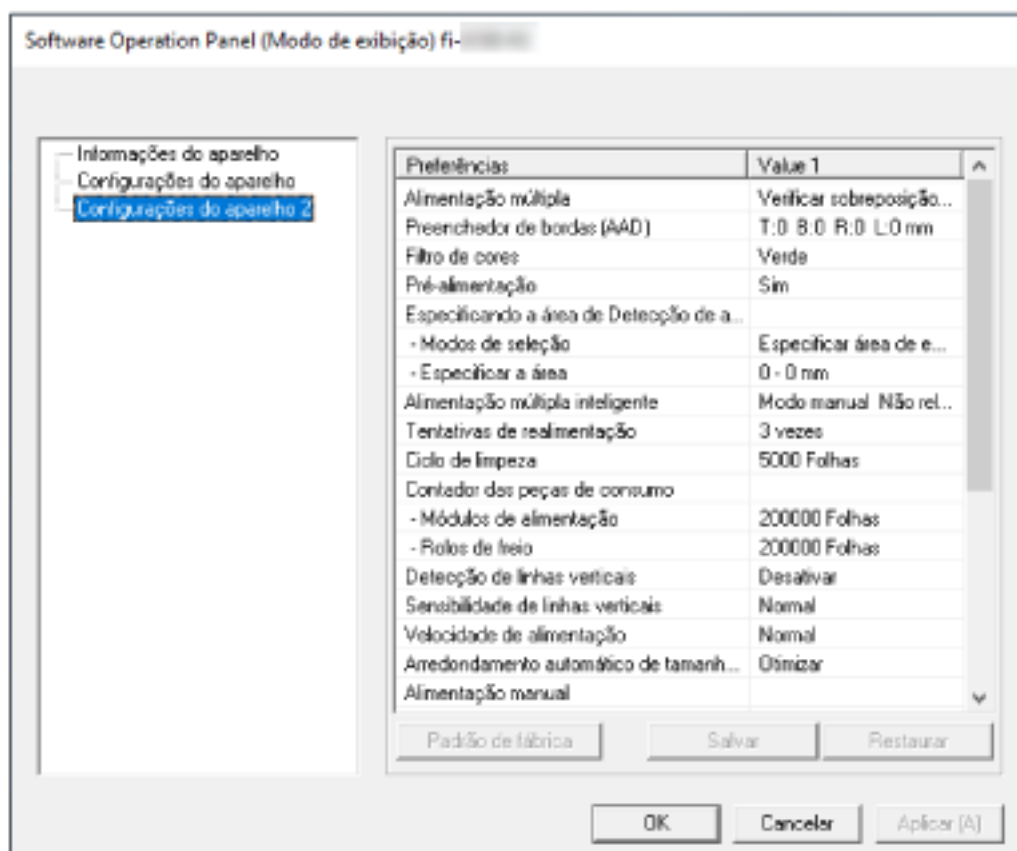 Software Operation Panel (Modo de exibição) fi-
Informações do aparelho
Configurações do aparelho
Configurações do aparelho 2
Preferências Value 1
Alimentação múltipla Verificar sobreposição...
Preenchedor de bordas (AAD) T:0 B:0 R:0 L:0 mm
Filtro de cores Verde
Pré-alimentação Sim
Especificando a área de Detecção de a...
- Modos de seleção Especificar área de e...
- Especificar a área 0 - 0 mm
Alimentação múltipla inteligente Modo manual Não rel...
Tentativas de realimentação 3 vezes
Ciclo de limpeza 5000 Folhas
Contador das peças de consumo
- Módulos de alimentação 200000 Folhas
- Rolos de freio 200000 Folhas
Detecção de linhas verticais Desativar
Sensibilidade de linhas verticais Normal
Velocidade de alimentação Normal
Arredondamento automático de tamanh... Otimizar
Alimentação manual
Padrão de fábrica Salvar Restaurar
OK Cancelar Aplicar (A)